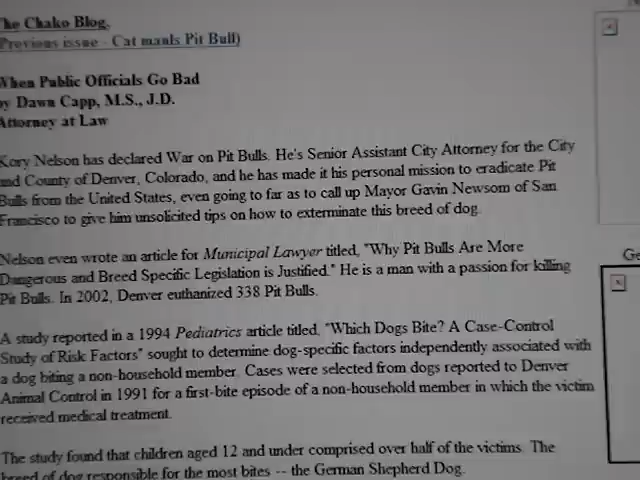 The Chako Blog.
(Previous issue - Cat mauls Pit Bull)
When Public Officials Go Bad
by Dawn Capp, M.S., J.D.
Attorney at Law
Kory Nelson has declared War on Pit Bulls. He's Senior Assistant City Attorney for the City
and County of Denver, Colorado, and he has made it his personal mission to eradicate Pit
Bulls from the United States, even going to far as to call up Mayor Gavin Newsom of San
Francisco to give him unsolicited tips on how to exterminate this breed of dog.
Nelson even wrote an article for Municipal Lawyer titled, "Why Pit Bulls Are More
Dangerous and Breed Specific Legislation is Justified." He is a man with a passion for killing
Pit Bulls. In 2002, Denver euthanized 338 Pit Bulls.
A study reported in a 1994 Pediatrics article titled, "Which Dogs Bite? A Case-Control
Study of Risk Factors" sought to determine dog-specific factors independently associated with
a dog biting a non-household member. Cases were selected from dogs reported to Denver
Animal Control in 1991 for a first-bite episode of a non-household member in which the victim
received medical treatment.
The study found that children aged 12 and under comprised over half of the victims. The
breed of dog responsible for the most bites -- the German Shepherd Dog.